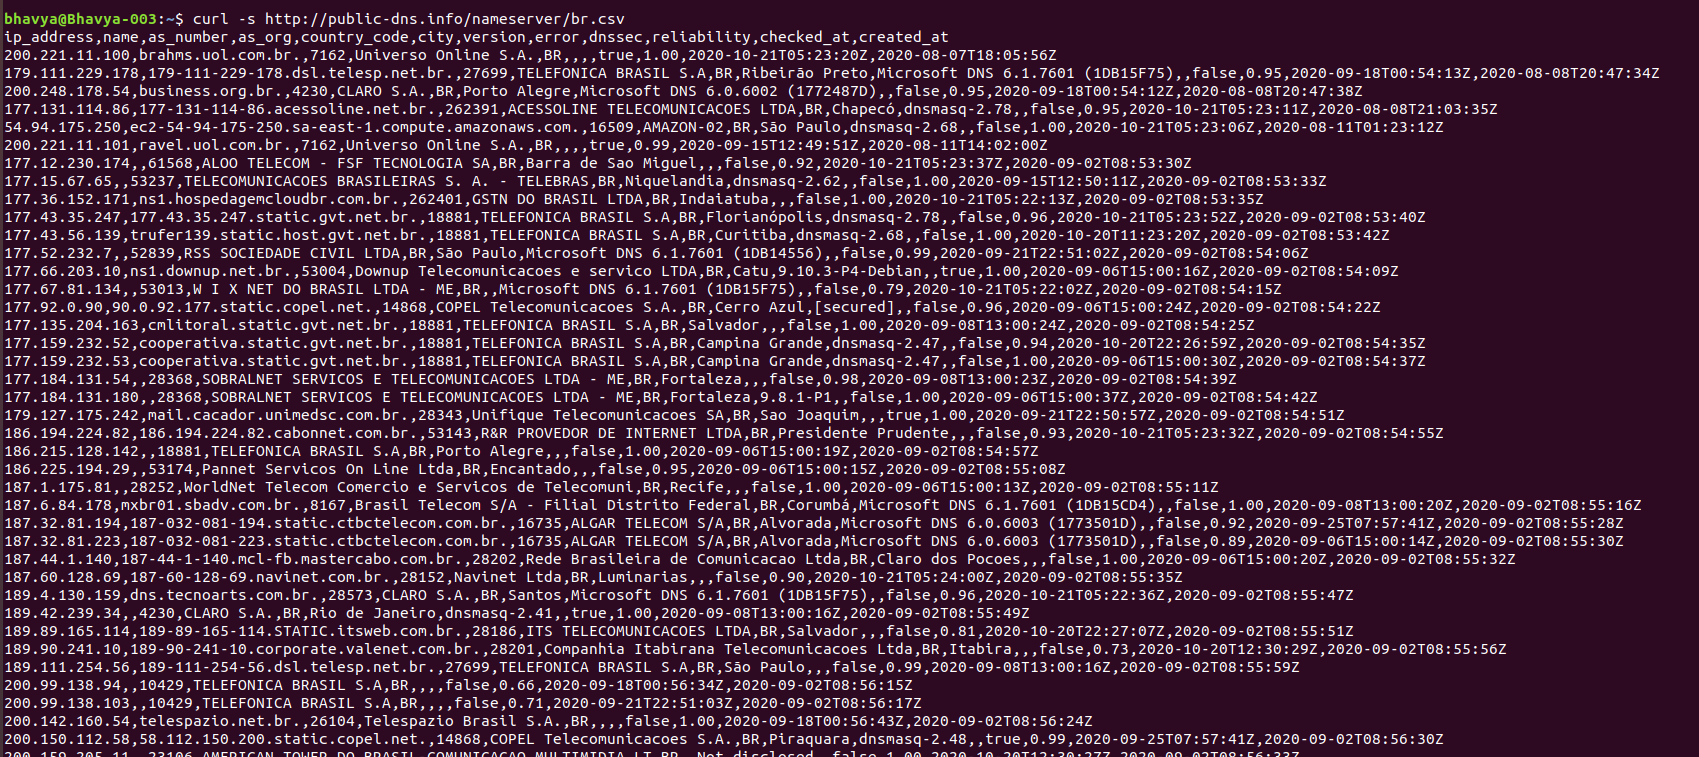 bhavya@Bhavya-003:~$ curl -s http://public-dns.info/nameserver/br.csv
ip_address,name,as_number,as_org,country_code,city,version,error,dnssec,reliability,checked_at,created_at
200.221.11.100,brahms.uol.com.br.,7162,Universo Online S.A.,BR,,,,true,1.00,2020-10-21T05:23:20Z,2020-08-07T18:05:56Z
179.111.229.178,179-111-229-178.dsl.telesp.net.br.,27699,TELEFONICA BRASIL S.A,BR,Ribeirão Preto,Microsoft DNS 6.1.7601 (1DB15F75),,false,0.95,2020-09-18T00:54:13Z,2020-08-08T20:47:34Z
200.248.178.54,business.org.br.,4230,CLARO S.A.,BR,Porto Alegre,Microsoft DNS 6.0.6002 (1772487D),,false,0.95,2020-09-18T00:54:12Z,2020-08-08T20:47:38Z
177.131.114.86,177-131-114-86.acessoline.net.br.,262391,ACESSOLINE TELECOMUNICACOES LTDA,BR,Chapecó,dnsmasq-2.78,,false,0.95,2020-10-21T05:23:11Z,2020-08-08T21:03:35Z
54.94.175.250,ec2-54-94-175-250.sa-east-1.compute.amazonaws.com.,16509,AMAZON-02,BR,São Paulo,dnsmasq-2.68,,false,1.00,2020-10-21T05:23:06Z,2020-08-11T01:23:12Z
200.221.11.101,ravel.uol.com.br.,7162,Universo Online S.A.,BR,,,,true,0.99,2020-09-15T12:49:51Z,2020-08-11T14:02:00Z
177.12.230.174,,61568,ALOO TELECOM - FSF TECNOLOGIA SA,BR,Barra de Sao Miguel,,,false,0.92,2020-10-21T05:23:37Z,2020-09-02T08:53:30Z
177.15.67.65,,53237,TELECOMUNICACOES BRASILEIRAS S. A. - TELEBRAS,BR,Niquelandia,dnsmasq-2.62,,false,1.00,2020-09-15T12:50:11Z,2020-09-02T08:53:33Z
177.36.152.171,ns1.hospedagemcloudbr.com.br.,262401,GSTN DO BRASIL LTDA,BR,Indaiatuba,,,false,1.00,2020-10-21T05:22:13Z,2020-09-02T08:53:35Z
177.43.35.247,177.43.35.247.static.gvt.net.br.,18881,TELEFONICA BRASIL S.A,BR,Florianópolis,dnsmasq-2.78,,false,0.96,2020-10-21T05:23:52Z,2020-09-02T08:53:40Z
177.43.56.139,trufer139.static.host.gvt.net.br.,18881,TELEFONICA BRASIL S.A,BR,Curitiba,dnsmasq-2.68,,false,1.00,2020-10-20T11:23:20Z,2020-09-02T08:53:42Z
177.52.232.7,,52839,RSS SOCIEDADE CIVIL LTDA,BR,São Paulo,Microsoft DNS 6.1.7601 (1DB14556),,false,0.99,2020-09-21T22:51:02Z,2020-09-02T08:54:06Z
177.66.203.10,ns1.downup.net.br.,53004,Downup Telecomunicacoes e servico LTDA,BR,Catu,9.10.3-P4-Debian,,true,1.00,2020-09-06T15:00:16Z,2020-09-02T08:54:09Z
177.67.81.134,,53013,W I X NET DO BRASIL LTDA - ME,BR,,Microsoft DNS 6.1.7601 (1DB15F75),,false,0.79,2020-10-21T05:22:02Z,2020-09-02T08:54:15Z
177.92.0.90,90.0.92.177.static.copel.net.,14868,COPEL Telecomunicacoes S.A.,BR,Cerro Azul,[secured],,false,0.96,2020-09-06T15:00:24Z,2020-09-02T08:54:22Z
177.135.204.163,cmlitoral.static.gvt.net.br.,18881,TELEFONICA BRASIL S.A,BR,Salvador,,,false,1.00,2020-09-08T13:00:24Z,2020-09-02T08:54:25Z
177.159.232.52,cooperativa.static.gvt.net.br.,18881,TELEFONICA BRASIL S.A,BR,Campina Grande,dnsmasq-2.47,,false,0.94,2020-10-20T22:26:59Z,2020-09-02T08:54:35Z
177.159.232.53,cooperativa.static.gvt.net.br.,18881,TELEFONICA BRASIL S.A,BR,Campina Grande,dnsmasq-2.47,,false,1.00,2020-09-06T15:00:30Z,2020-09-02T08:54:37Z
177.184.131.54,,28368,SOBRALNET SERVICOS E TELECOMUNICACOES LTDA - ME,BR,Fortaleza,,,false,0.98,2020-09-08T13:00:23Z,2020-09-02T08:54:39Z
177.184.131.180,,28368,SOBRALNET SERVICOS E TELECOMUNICACOES LTDA - ME,BR,Fortaleza,9.8.1-P1,,false,1.00,2020-09-06T15:00:37Z,2020-09-02T08:54:42Z
179.127.175.242,mail.cacador.unimedsc.com.br.,28343,Unifique Telecomunicacoes SA,BR,Sao Joaquim,,,true,1.00,2020-09-21T22:50:57Z,2020-09-02T08:54:51Z
186.194.224.82,186.194.224.82.cabonnet.com.br.,53143,R&R PROVEDOR DE INTERNET LTDA,BR,Presidente Prudente,,,false,0.93,2020-10-21T05:23:32Z,2020-09-02T08:54:55Z
186.215.128.142,,18881,TELEFONICA BRASIL S.A,BR,Porto Alegre,,,false,1.00,2020-09-06T15:00:19Z,2020-09-02T08:54:57Z
186.225.194.29,,53174,Pannet Servicos On Line Ltda,BR,Encantado,,,false,0.95,2020-09-06T15:00:15Z,2020-09-02T08:55:08Z
187.1.175.81,,28252,WorldNet Telecom Comercio e Servicos de Telecomuni,BR,Recife,,,false,1.00,2020-09-06T15:00:13Z,2020-09-02T08:55:11Z
187.6.84.178,mxbr01.sbadv.com.br.,8167,Brasil Telecom S/A - Filial Distrito Federal,BR,Corumbá,Microsoft DNS 6.1.7601 (1DB15CD4),,false,1.00,2020-09-08T13:00:20Z,2020-09-02T08:55:16Z
187.32.81.194,187-032-081-194.static.ctbctelecom.com.br.,16735,ALGAR TELECOM S/A,BR,Alvorada,Microsoft DNS 6.0.6003 (1773501D),,false,0.92,2020-09-25T07:57:41Z,2020-09-02T08:55:28Z
187.32.81.223,187-032-081-223.static.ctbctelecom.com.br.,16735,ALGAR TELECOM S/A,BR,Alvorada,Microsoft DNS 6.0.6003 (1773501D),,false,0.89,2020-09-06T15:00:14Z,2020-09-02T08:55:30Z
187.44.1.140,187-44-1-140.mcl-fb.mastercabo.com.br.,28202,Rede Brasileira de Comunicacao Ltda,BR,Claro dos Pocoes,,,false,1.00,2020-09-06T15:00:20Z,2020-09-02T08:55:32Z
187.60.128.69,187-60-128-69.navinet.com.br.,28152,Navinet Ltda,BR,Luminarias,,,false,0.90,2020-10-21T05:24:00Z,2020-09-02T08:55:35Z
189.4.130.159,dns.tecnoarts.com.br.,28573,CLARO S.A.,BR,Santos,Microsoft DNS 6.1.7601 (1DB15F75),,false,0.96,2020-10-21T05:22:36Z,2020-09-02T08:55:47Z
189.42.239.34,,4230,CLARO S.A.,BR,Rio de Janeiro,dnsmasq-2.41,,true,1.00,2020-09-08T13:00:16Z,2020-09-02T08:55:49Z
189.89.165.114,189-89-165-114.STATIC.itsweb.com.br.,28186,ITS TELECOMUNICACOES LTDA,BR,Salvador,,,false,0.81,2020-10-20T22:27:07Z,2020-09-02T08:55:51Z
189.90.241.10,189-90-241-10.corporate.valenet.com.br.,28201,Companhia Itabirana Telecomunicacoes Ltda,BR,Itabira,,,false,0.73,2020-10-20T12:30:29Z,2020-09-02T08:55:56Z
189.111.254.56,189-111-254-56.dsl.telesp.net.br.,27699,TELEFONICA BRASIL S.A,BR,São Paulo,,,false,0.99,2020-09-08T13:00:16Z,2020-09-02T08:55:59Z
200.99.138.94,,10429,TELEFONICA BRASIL S.A,BR,,,,false,0.66,2020-09-18T00:56:34Z,2020-09-02T08:56:15Z
200.99.138.103,,10429,TELEFONICA BRASIL S.A,BR,,,,false,0.71,2020-09-21T22:51:03Z,2020-09-02T08:56:17Z
200.142.160.54,telespazio.net.br.,26104,Telespazio Brasil S.A.,BR,,,,false,1.00,2020-09-18T00:56:43Z,2020-09-02T08:56:24Z
200.150.112.58,58.112.150.200.static.copel.net.,14868,COPEL Telecomunicacoes S.A.,BR,Piraquara,dnsmasq-2.48,,true,0.99,2020-09-25T07:57:41Z,2020-09-02T08:56:30Z
200.159.205.11,,23106,AMERICAN TOWER DO BRASIL COMUNICACAO MULTIMIDIA LT,BR,,Not disclosed,,false,1.00,2020-10-20T12:30:27Z,2020-09-02T08:56:33Z